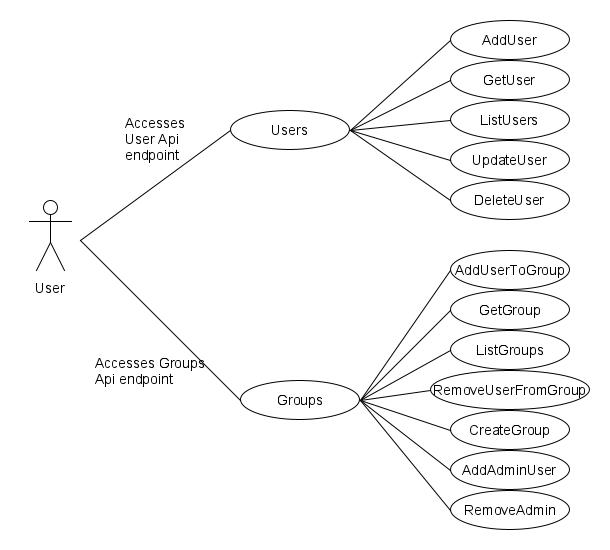 AddUser
GetUser
ListUsers
UpdateUser
DeleteUser
Accesses
User Api
endpoint
Users
User
AddUserToGroup
GetGroup
ListGroups
RemoveUserFromGroup
CreateGroup
AddAdminUser
RemoveAdmin
Accesses Groups
Api endpoint
Groups